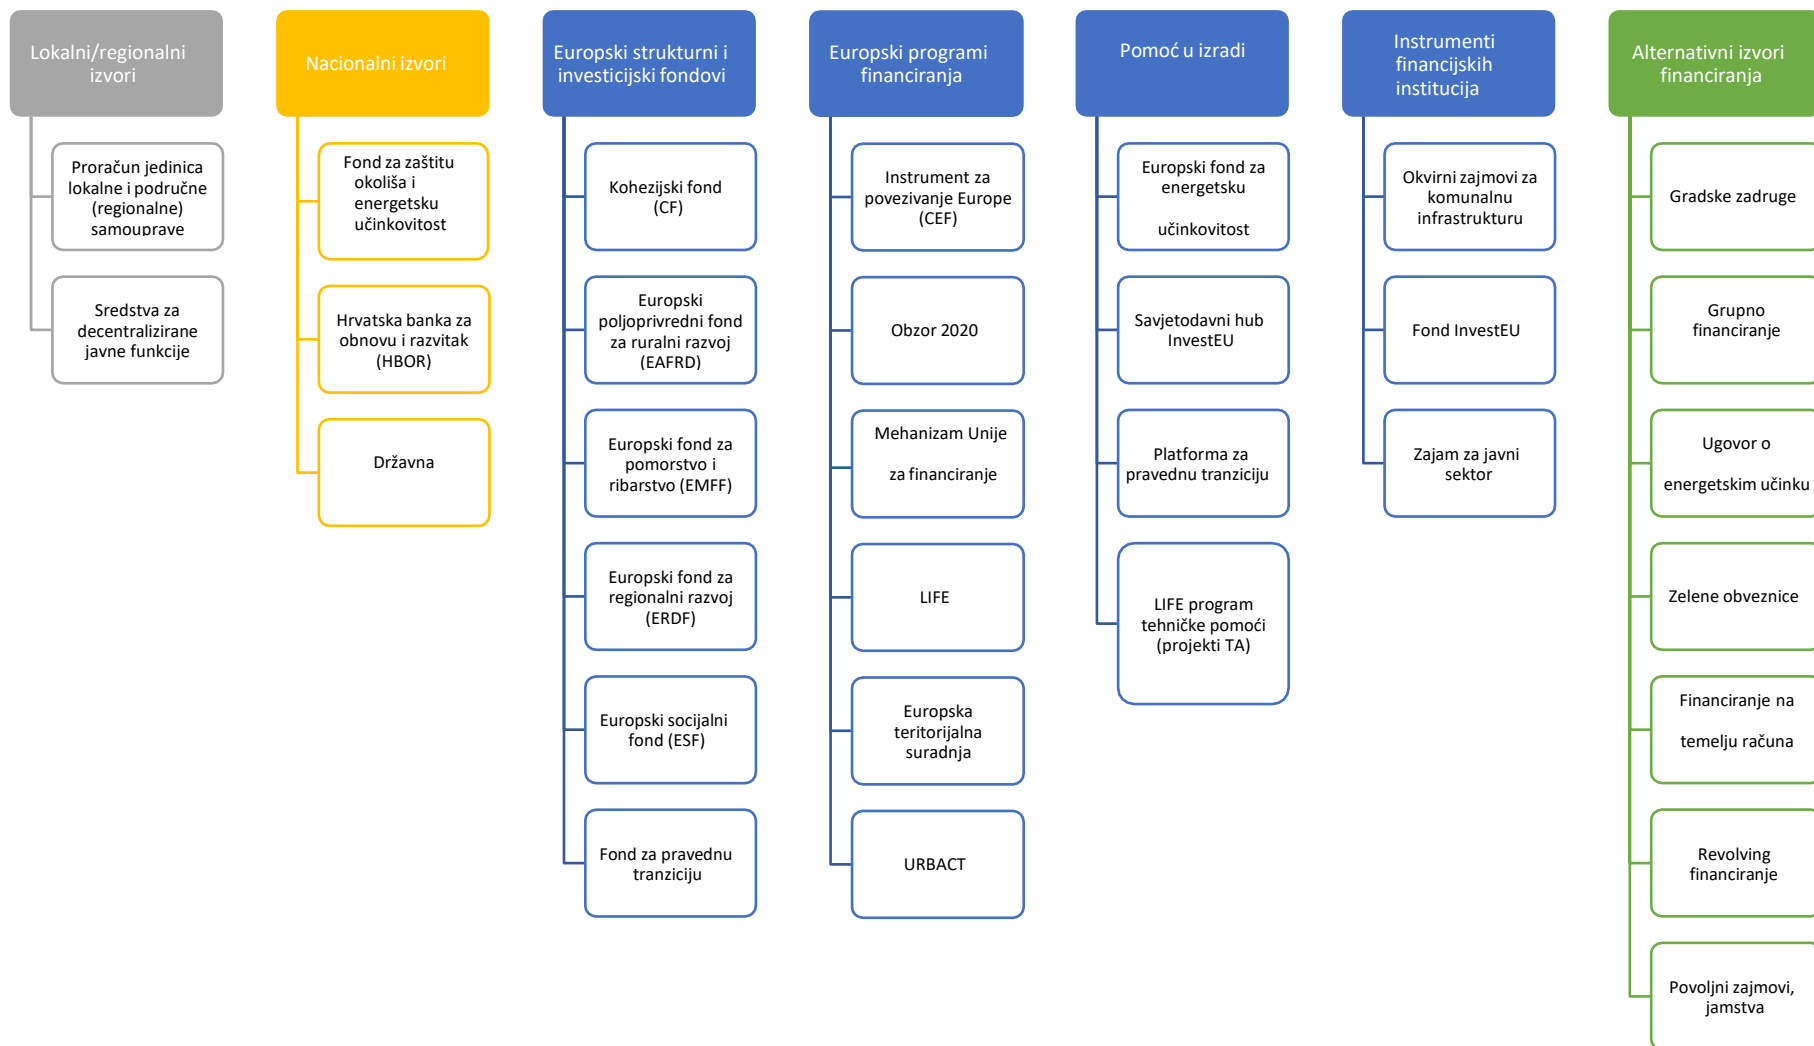 Lokalni/regionalni
izvori
Proračun jedinica
lokalne i područne
(regionalne)
samouprave
Sredstva za
decentralizirane
javne funkcije
Nacionalni izvori
Fond za zaštitu
okoliša i
energetsku
učinkovitost
Hrvatska banka za
obnovu i razvitak
(HBOR)
Državna
Europski strukturni i
investicijski fondovi
Kohezijski fond
(CF)
Europski
poljoprivredni fond
za ruralni razvoj
(EAFRD)
Europski fond za
pomorstvo i
ribarstvo (EMFF)
Europski fond za
regionalni razvoj
(ERDF)
Europski socijalni
fond (ESF)
Fond za pravednu
tranziciju
Europski programi
financiranja
Instrument za
povezivanje Europe
(CEF)
Obzor 2020
Mehanizam Unije
za financiranje
LIFE
Europska
teritorijalna
suradnja
URBACT
Pomoć u izradi
Europski fond za
energetsku
učinkovitost
Savjetodavni hub
InvestEU
Platforma za
pravednu tranziciju
LIFE program
tehničke pomoći
(projekti TA)
Instrumenti
financijskih
institucija
Okvirni zajmovi za
komunalnu
infrastrukturu
Fond InvestEU
Zajam za javni
sektor
Alternativni izvori
financiranja
Gradske zadruge
Grupno
financiranje
Ugovor o
energetskim učinku
Zelene obveznice
Financiranje na
temelju računa
Revolving
financiranje
Povoljni zajmovi,
jamstva